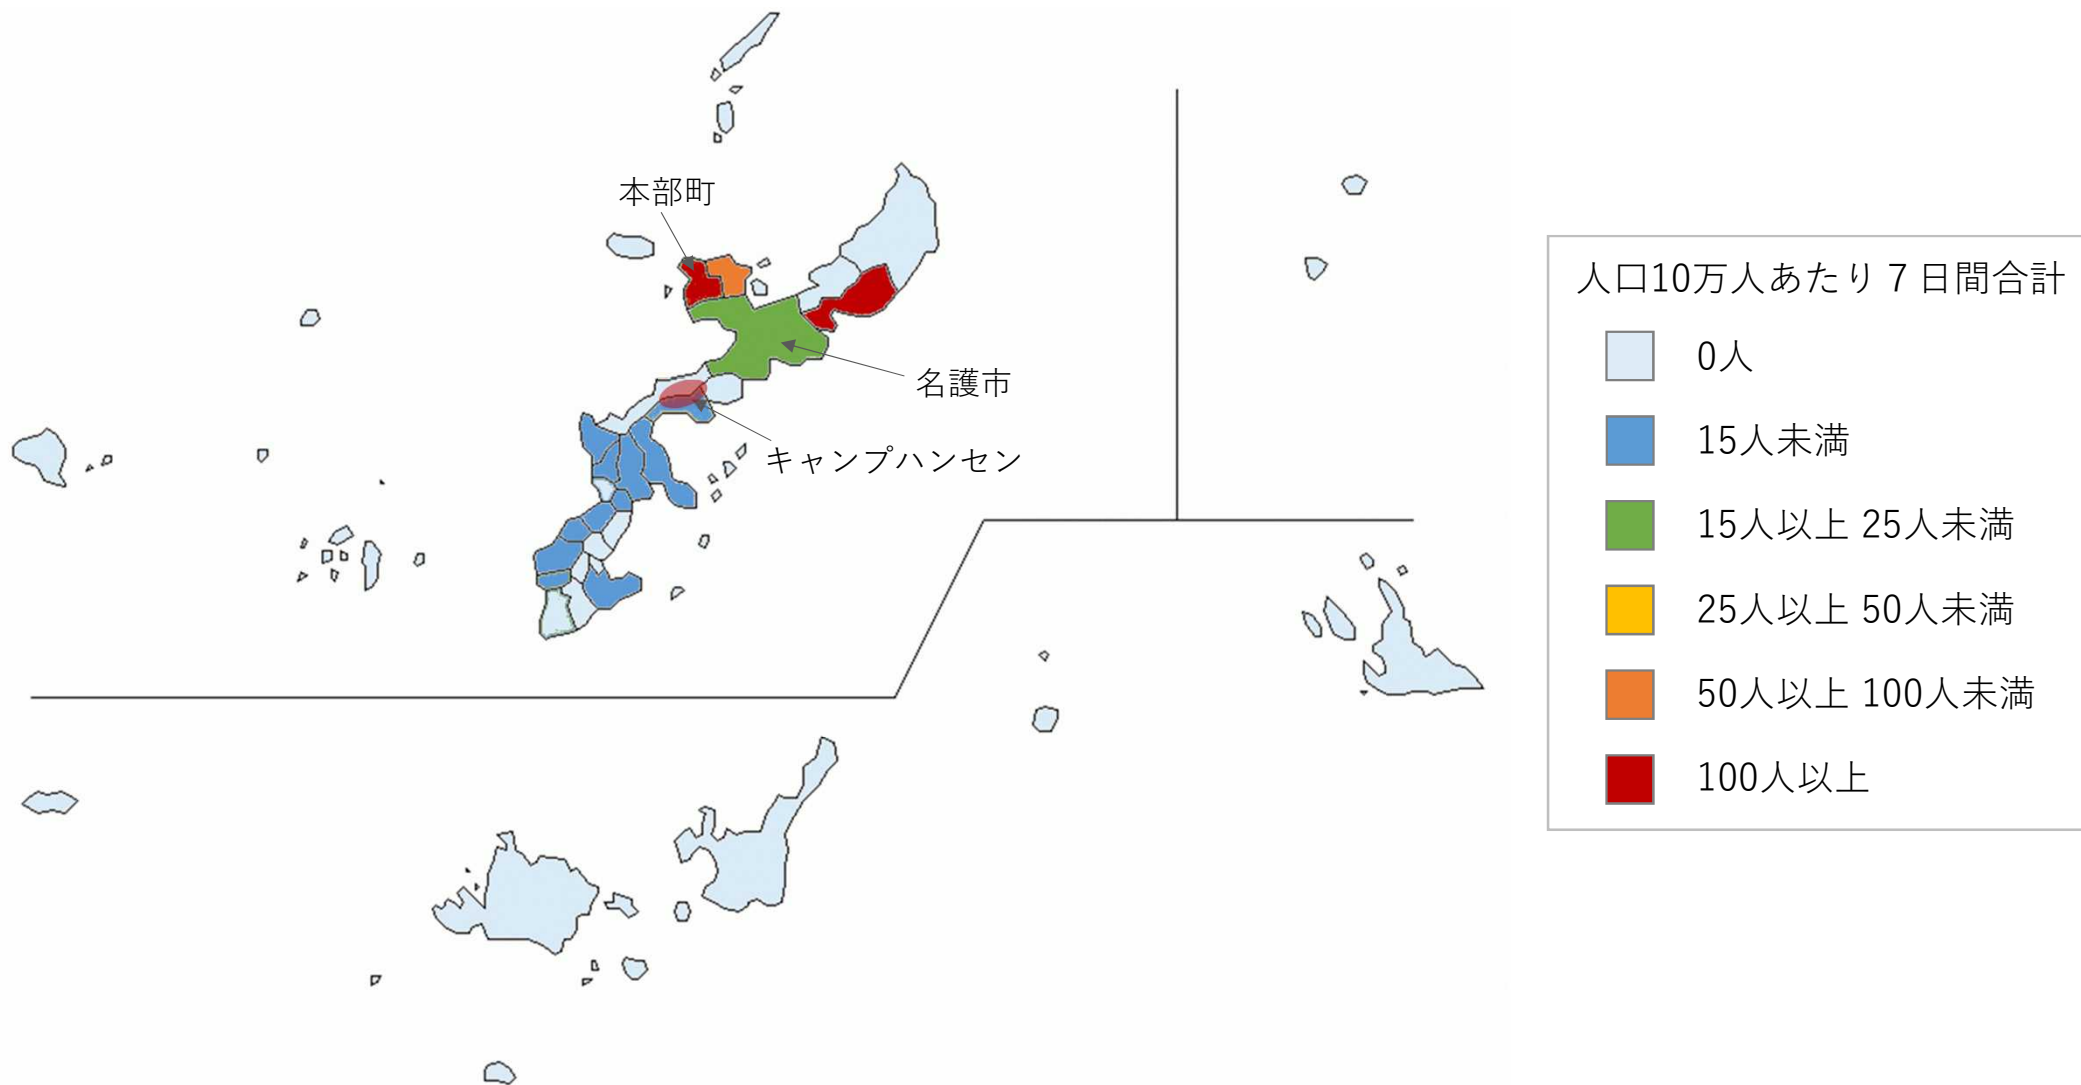 本部町
名護市
キャンプハンセン
人口10万人あたり７日間合計
0人
15人未満
15人以上 25人未満
25人以上 50人未満
50人以上 100人未満
100人以上